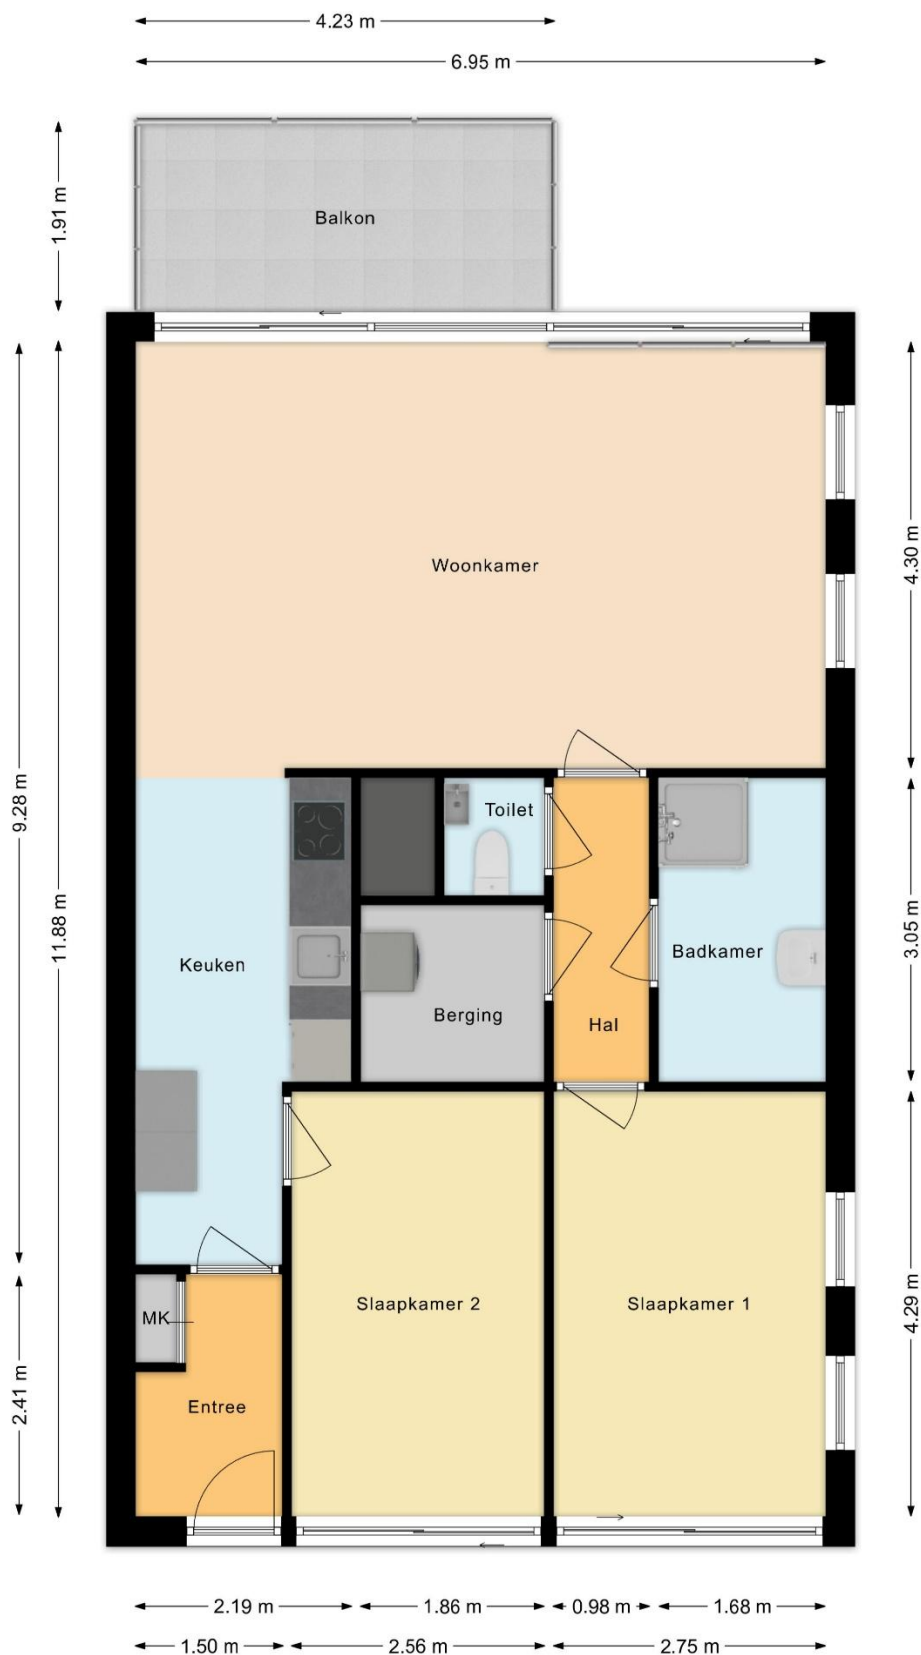 4.23 m
6.95 m
1.91 m
Balkon
Woonkamer
4.30 m
9.28 m
11.88 m
Toilet
Keuken
Badkamer
3.05 m
Berging
Hal
MK
Slaapkamer 2
Slaapkamer 1
4.29 m
2.41 m
Entree
2.19 m
1.86 m
0.98 m
1.68 m
1.50 m
2.56 m
2.75 m